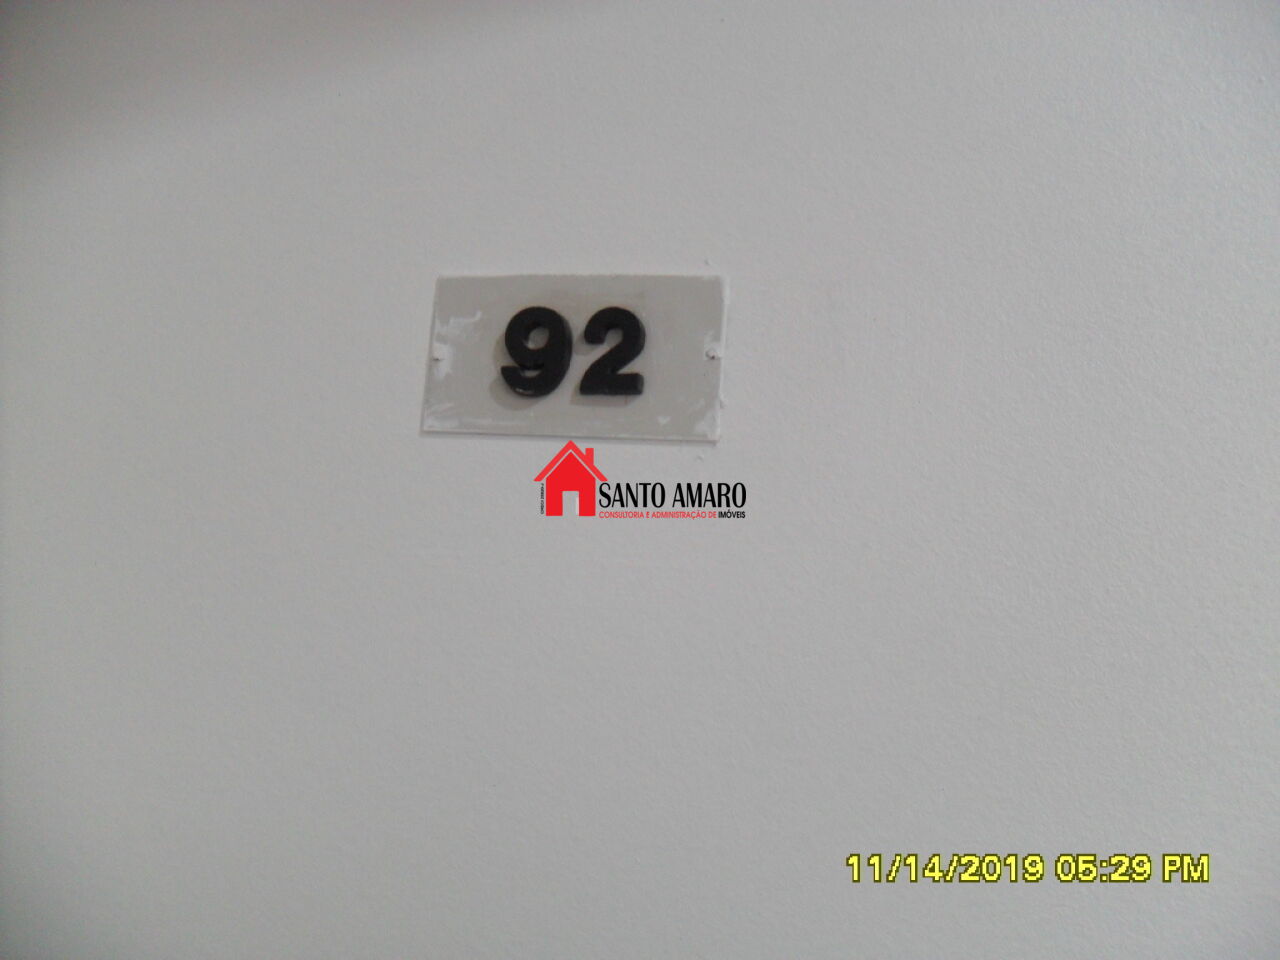 92
SANTO AMARO
CONSULTORIA E ADMINISTRAÇÃO DE IMÓVEIS
11/14/2019 05:29 PM